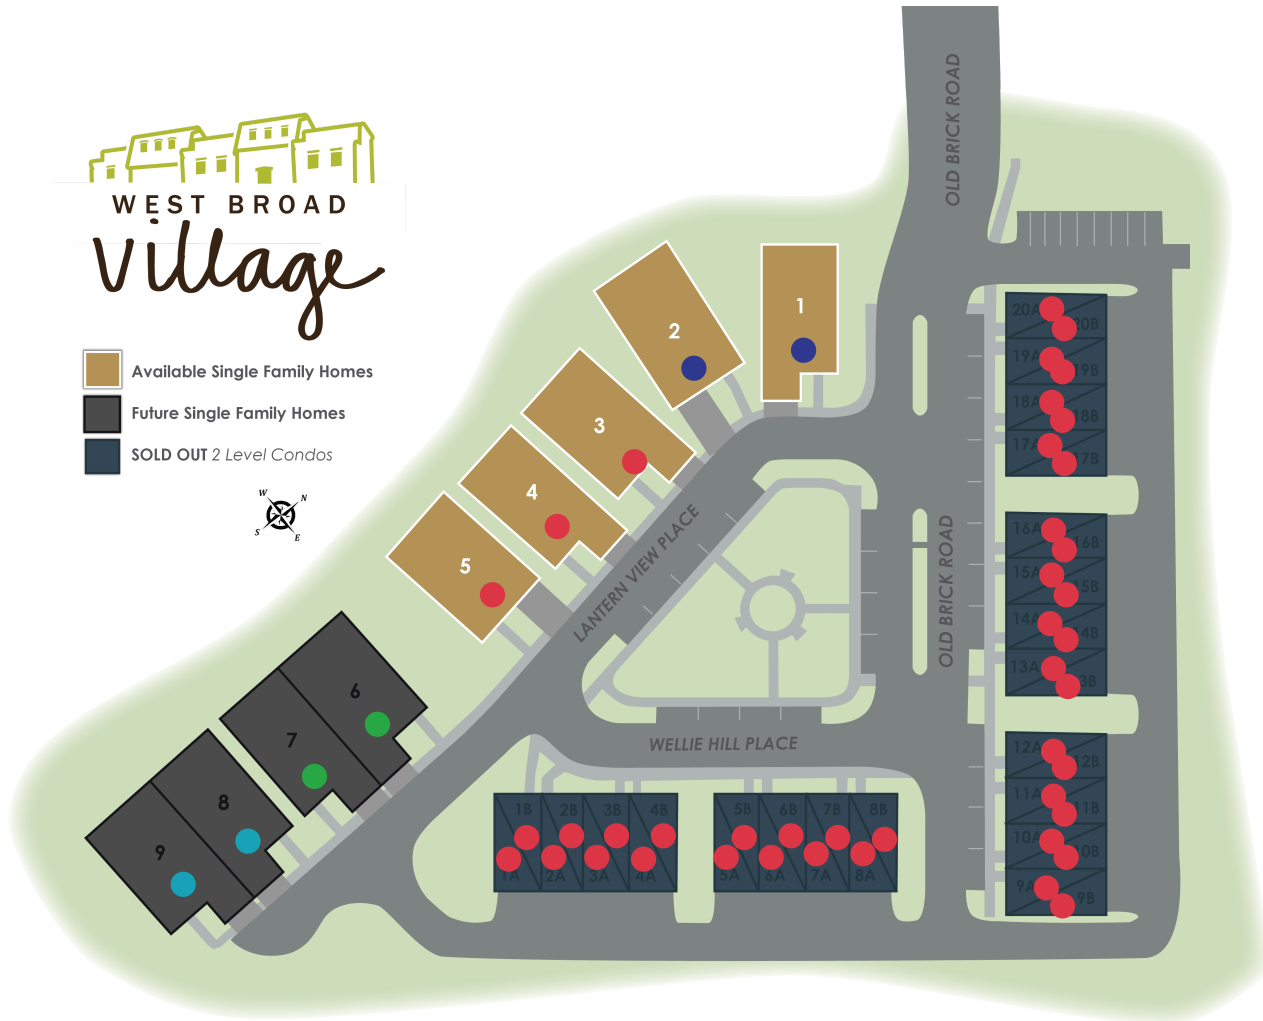 WEST BROAD
Village
Available Single Family Homes
Future Single Family Homes
SOLD OUT 2 Level Condos
W
N
S
E
OLD BRICK ROAD
1
2
3
4
5
6
7
8
9
LANTERN VIEW PLACE
OLD BRICK ROAD
WELLIE HILL PLACE
20A
20B
19A
19B
18A
18B
17A
17B
16A
16B
15A
15B
14A
14B
13A
13B
12A
12B
11A
11B
10A
10B
9A
9B
1B
2B
3B
4B
1A
2A
3A
4A
5B
6B
7B
8B
5A
6A
7A
8A